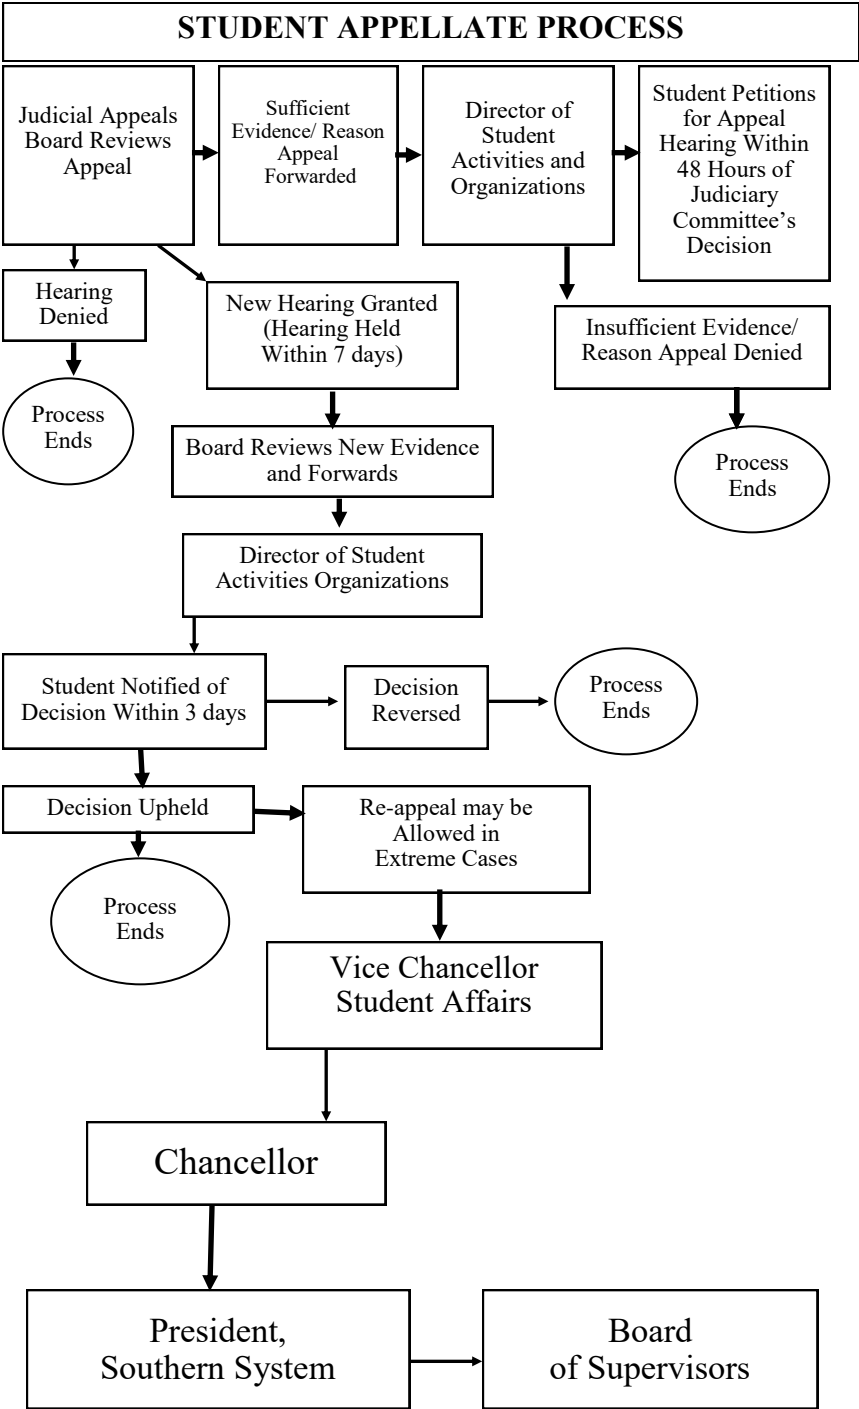 STUDENT APPELLATE PROCESS
Judicial Appeals
Board Reviews
Appeal
Sufficient
Evidence/ Reason
Appeal
Forwarded
Director of
Student
Activities and
Organizations
Student Petitions
for Appeal
Hearing Within
48 Hours of
Judiciary
Committee’s
Decision
Hearing
Denied
New Hearing Granted
(Hearing Held
Within 7 days)
Insufficient Evidence/
Reason Appeal Denied
Process
Ends
Board Reviews New Evidence
and Forwards
Process
Ends
Director of Student
Activities Organizations
Student Notified of
Decision Within 3 days
Decision
Reversed
Process
Ends
Decision Upheld
Re-appeal may be
Allowed in
Extreme Cases
Process
Ends
Vice Chancellor
Student Affairs
Chancellor
President,
Southern System
Board
of Supervisors